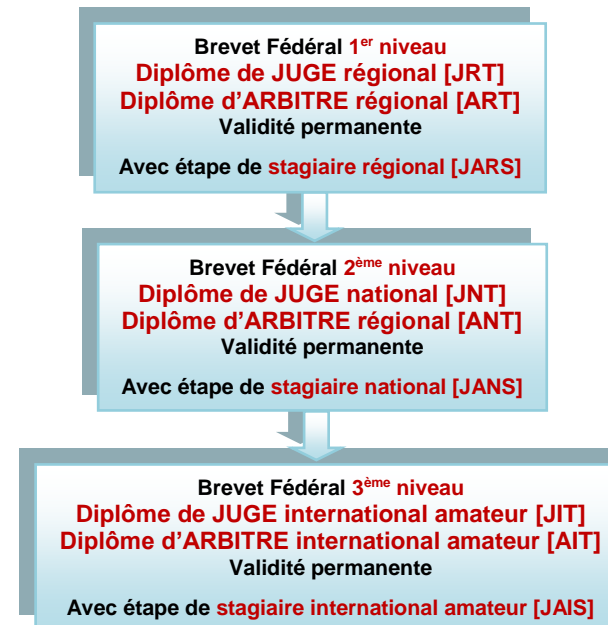 Brevet Fédéral 1er niveau
Diplôme de JUGE régional [JRT]
Diplôme d'ARBITRE régional [ART]
Validité permanente
Avec étape de stagiaire régional [JARS]
Brevet Fédéral 2ème niveau
Diplôme de JUGE national [JNT]
Diplôme d'ARBITRE régional [ANT]
Validité permanente
Avec étape de stagiaire national [JANS]
Brevet Fédéral 3ème niveau
Diplôme de JUGE international amateur [JIT]
Diplôme d'ARBITRE international amateur [AIT]
Validité permanente
Avec étape de stagiaire international amateur [JAIS]